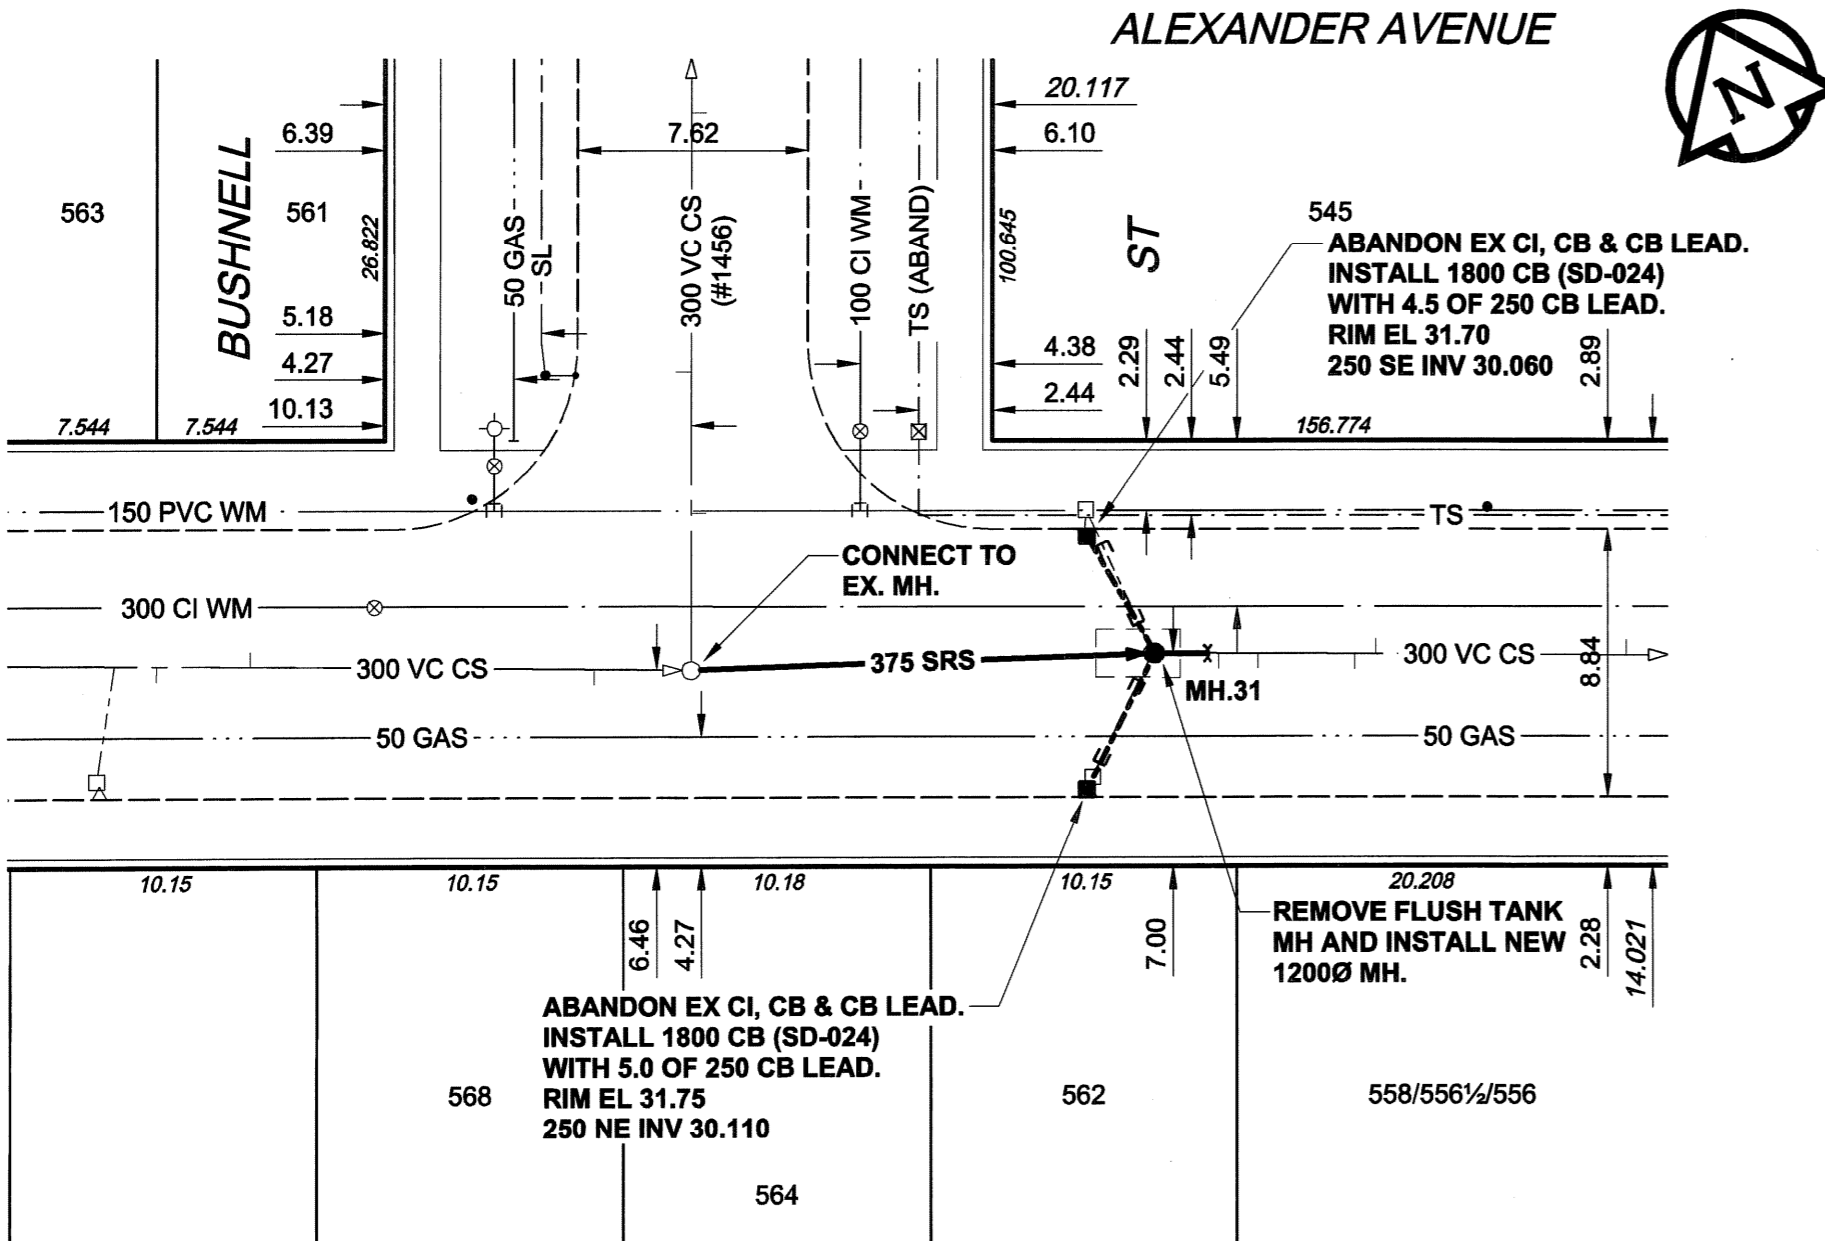 ALEXANDER AVENUE
N
20.117
6.39
7.62
6.10
BUSHNELL
563
561
26.822
50 GAS
SL
300 VC CS
(#1456)
100 CI WM
TS (ABAND)
100.645
ST
545
ABANDON EX CI, CB & CB LEAD.
INSTALL 1800 CB (SD-024)
WITH 4.5 OF 250 CB LEAD.
RIM EL 31.70
250 SE INV 30.060
5.18
4.27
10.13
4.38
2.44
2.29
2.44
5.49
2.89
7.544
7.544
156.774
150 PVC WM
TS
CONNECT TO
EX. MH.
300 CI WM
300 VC CS
375 SRS
300 VC CS
8.84
MH.31
50 GAS
50 GAS
10.15
10.15
10.18
10.15
20.208
6.46
4.27
7.00
2.28
14.021
REMOVE FLUSH TANK
MH AND INSTALL NEW
1200Ø MH.
ABANDON EX CI, CB & CB LEAD.
INSTALL 1800 CB (SD-024)
WITH 5.0 OF 250 CB LEAD.
RIM EL 31.75
250 NE INV 30.110
568
562
558/556½/556
564